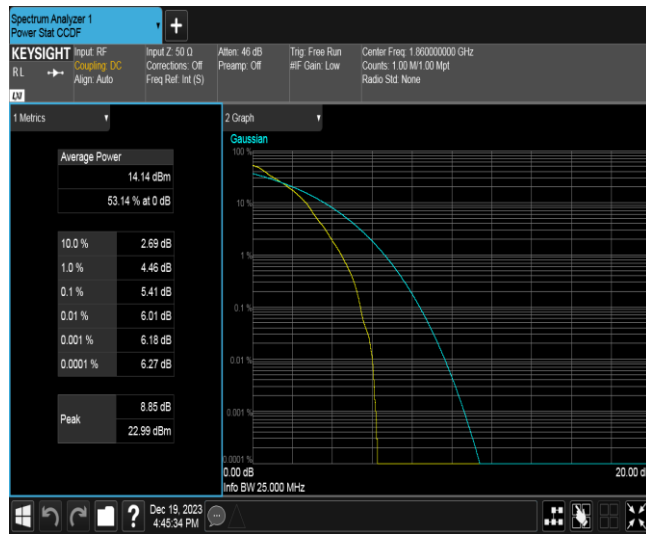 Spectrum Analyzer 1
Power Stat CCDF
+
KEYSIGHT
RL
LXI
Input: RF
Coupling: DC
Align: Auto
Input Z: 50 Ω
Corrections: Off
Freq Ref: Int (S)
Atten: 46 dB
Preamp: Off
Trig: Free Run
#IF Gain: Low
Center Freq: 1.860000000 GHz
Counts: 1.00 M/1.00 Mpt
Radio Std: None
1 Metrics
Average Power
14.14 dBm
53.14 % at 0 dB
10.0 % 2.69 dB
1.0 % 4.46 dB
0.1 % 5.41 dB
0.01 % 6.01 dB
0.001 % 6.18 dB
0.0001 % 6.27 dB
Peak
8.85 dB
22.99 dBm
2 Graph
Gaussian
100 %
10 %
1 %
0.1 %
0.01 %
0.001 %
0.0001 %
0.00 dB
20.00 d
Info BW 25.000 MHz
?
Dec 19, 2023
4:45:34 PM